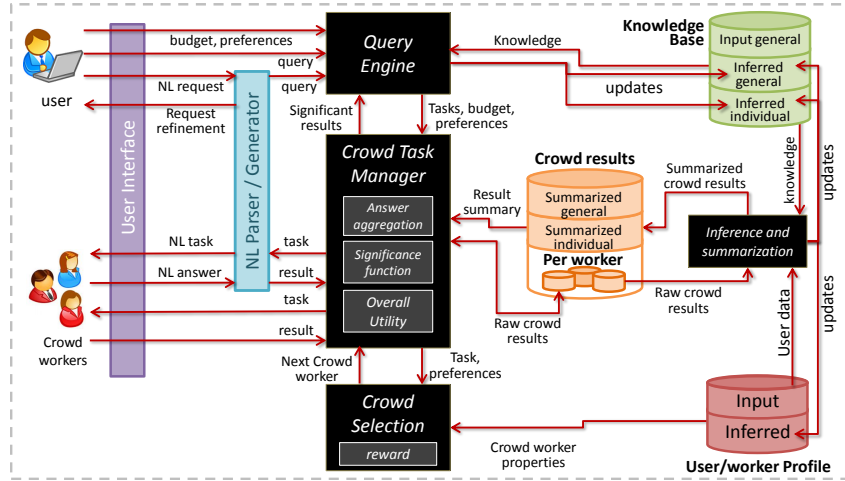 budget, preferences
query
user
NL request
query
Request
refinement
User Interface
NL Parser / Generator
Query
Engine
Knowledge
updates
Knowledge
Base
Input general
Inferred
general
Inferred
individual
Significant
results
Tasks, budget,
preferences
Crowd Task
Manager
Answer
aggregation
Significance
function
Overall
Utility
Result
summary
Crowd results
Summarized
general
Summarized
individual
Per worker
Summarized
crowd results
knowledge
updates
Inference and
summarization
Raw crowd
results
Raw crowd
results
User data
updates
NL task
task
NL answer
result
task
result
Crowd
workers
Next Crowd
worker
Task,
preferences
Crowd
Selection
reward
Crowd worker
properties
Input
Inferred
User/worker Profile